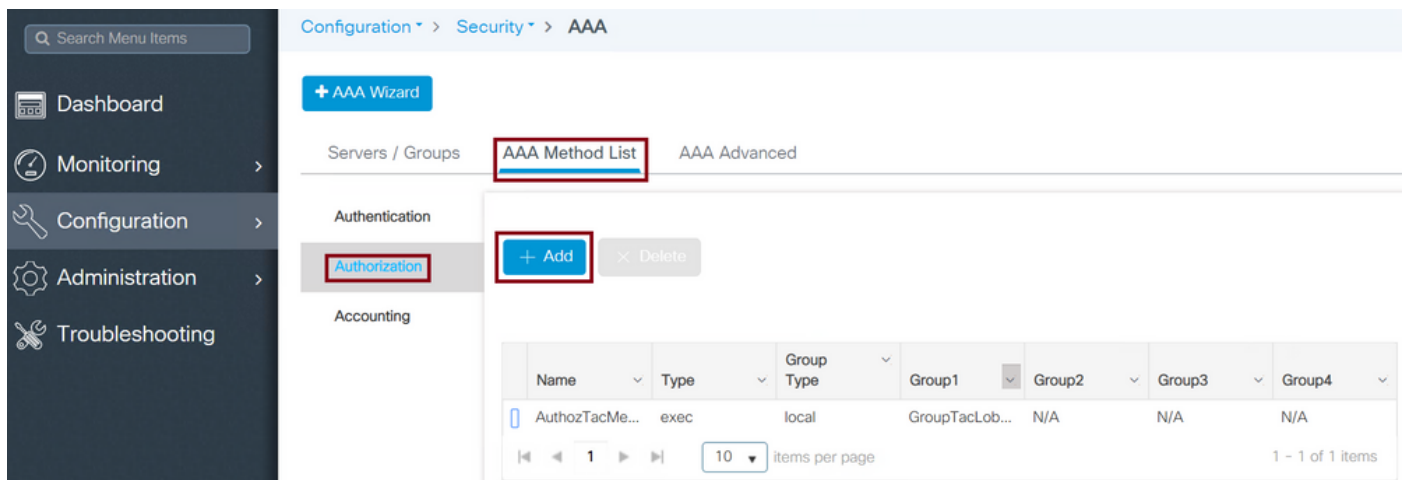 Search Menu Items
Dashboard
Monitoring
Configuration
Administration
Troubleshooting
Configuration > Security > AAA
+ AAA Wizard
Servers / Groups AAA Method List AAA Advanced
Authentication
Authorization
Accounting
+ Add × Delete
Name Type Group Type Group1 Group2 Group3 Group4
AuthozTacMe... exec local GroupTacLob... N/A N/A N/A
1 10 items per page 1 - 1 of 1 items